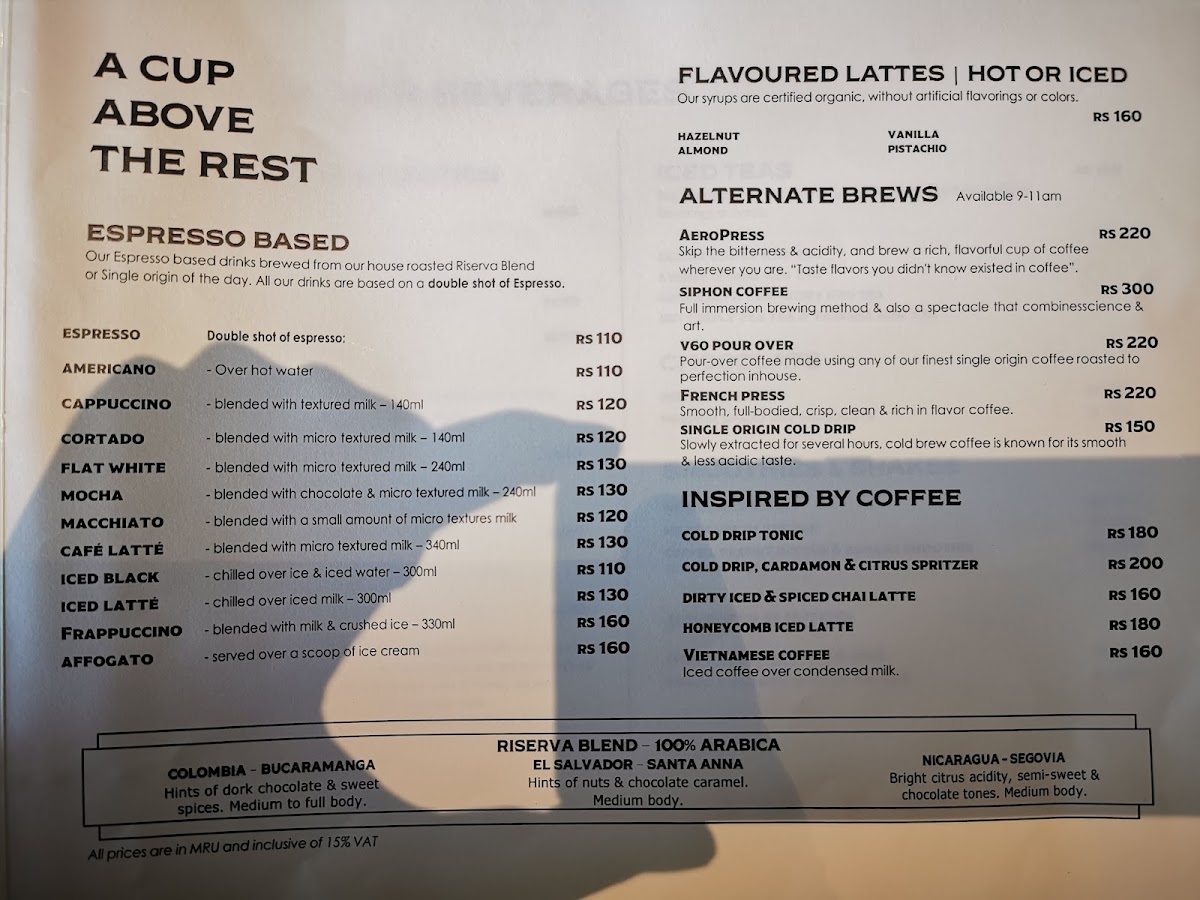 A CUP
ABOVE
THE REST
ESPRESSO BASED
Our Espresso based drinks brewed from our house roasted Riserva Blend
or Single origin of the day. All our drinks are based on a double shot of Espresso.
ESPRESSO Double shot of espresso: RS 110
AMERICANO - Over hot water RS 110
CAPPUCCINO - blended with textured milk – 140ml RS 120
CORTADO - blended with micro textured milk – 140ml RS 120
FLAT WHITE - blended with micro textured milk – 240ml RS 130
MOCHA - blended with chocolate & micro textured milk – 240ml RS 130
MACCHIATO - blended with a small amount of micro textures milk RS 120
CAFÉ LATTÉ - blended with micro textured milk – 340ml RS 130
ICED BLACK - chilled over ice & iced water – 300ml RS 110
ICED LATTÉ - chilled over iced milk – 300ml RS 130
FRAPPUCCINO - blended with milk & crushed ice – 330ml RS 160
AFFOGATO - served over a scoop of ice cream RS 160
FLAVOURED LATTES | HOT OR ICED
Our syrups are certified organic, without artificial flavorings or colors.
RS 160
HAZELNUT VANILLA
ALMOND PISTACHIO
ALTERNATE BREWS Available 9-11am
AEROPRESS RS 220
Skip the bitterness & acidity, and brew a rich, flavorful cup of coffee
wherever you are. “Taste flavors you didn't know existed in coffee”.
SIPHON COFFEE RS 300
Full immersion brewing method & also a spectacle that combinesscience &
art.
V60 POUR OVER RS 220
Pour-over coffee made using any of our finest single origin coffee roasted to
perfection inhouse.
FRENCH PRESS RS 220
Smooth, full-bodied, crisp, clean & rich in flavor coffee.
SINGLE ORIGIN COLD DRIP RS 150
Slowly extracted for several hours, cold brew coffee is known for its smooth
& less acidic taste.
INSPIRED BY COFFEE
COLD DRIP TONIC RS 180
COLD DRIP, CARDAMON & CITRUS SPRITZER RS 200
DIRTY ICED & SPICED CHAI LATTE RS 160
HONEYCOMB ICED LATTE RS 180
VIETNAMESE COFFEE RS 160
Iced coffee over condensed milk.
RISERVA BLEND – 100% ARABICA
COLOMBIA – BUCARAMANGA
Hints of dork chocolate & sweet
spices. Medium to full body.
EL SALVADOR – SANTA ANNA
Hints of nuts & chocolate caramel.
Medium body.
NICARAGUA - SEGOVIA
Bright citrus acidity, semi-sweet &
chocolate tones. Medium body.
All prices are in MRU and inclusive of 15% VAT